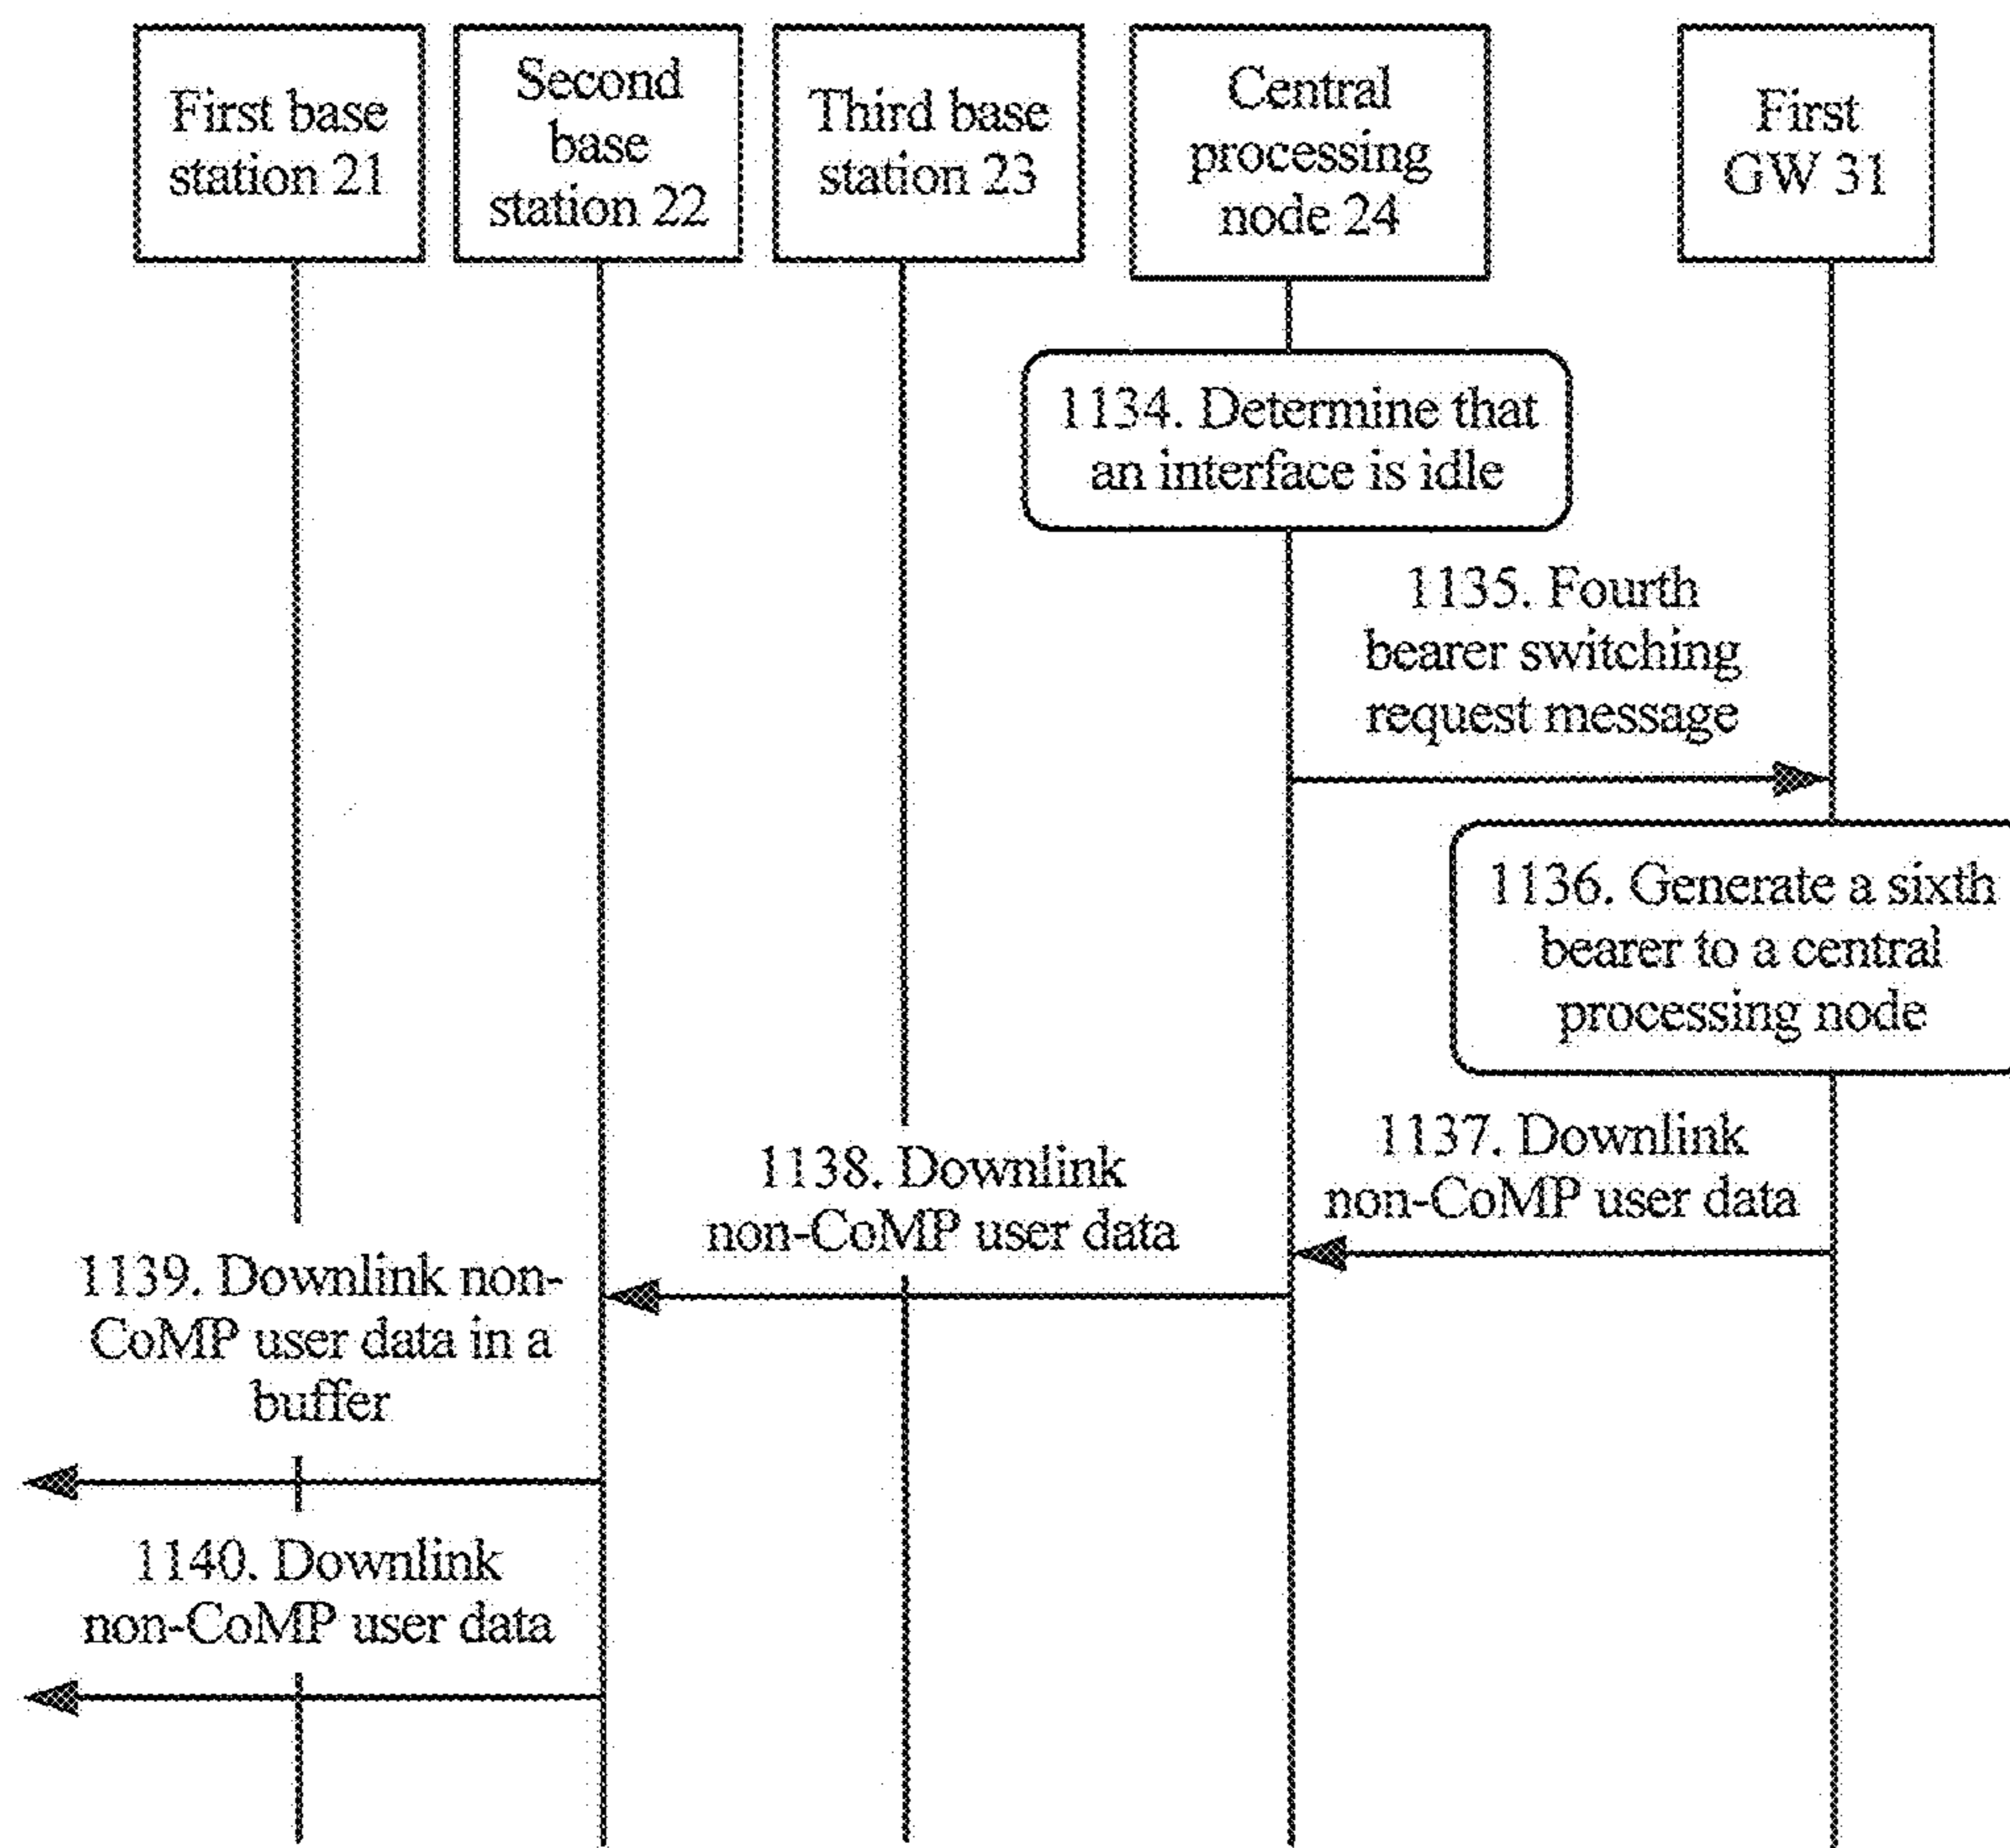 First base
station 21
Second
base
station 22
Third base
station 23
Central
processing
node 24
First
GW 31
1134. Determine that
an interface is idle
1135. Fourth
bearer switching
request message
1136. Generate a sixth
bearer to a central
processing node
1137. Downlink
non-CoMP user data
1138. Downlink
non-CoMP user data
1139. Downlink non-
CoMP user data in a
buffer
1140. Downlink
non-CoMP user data